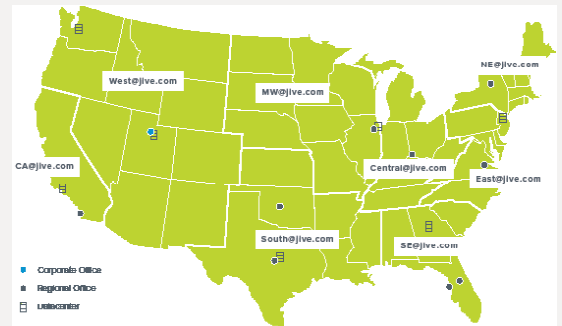 NE@jive.com
West@jive.com
MW@jive.com
CA@jive.com
Central@jive.com
East@jive.com
South@jive.com
SE@jive.com
Corporate Office
Regional Office
Datacenter